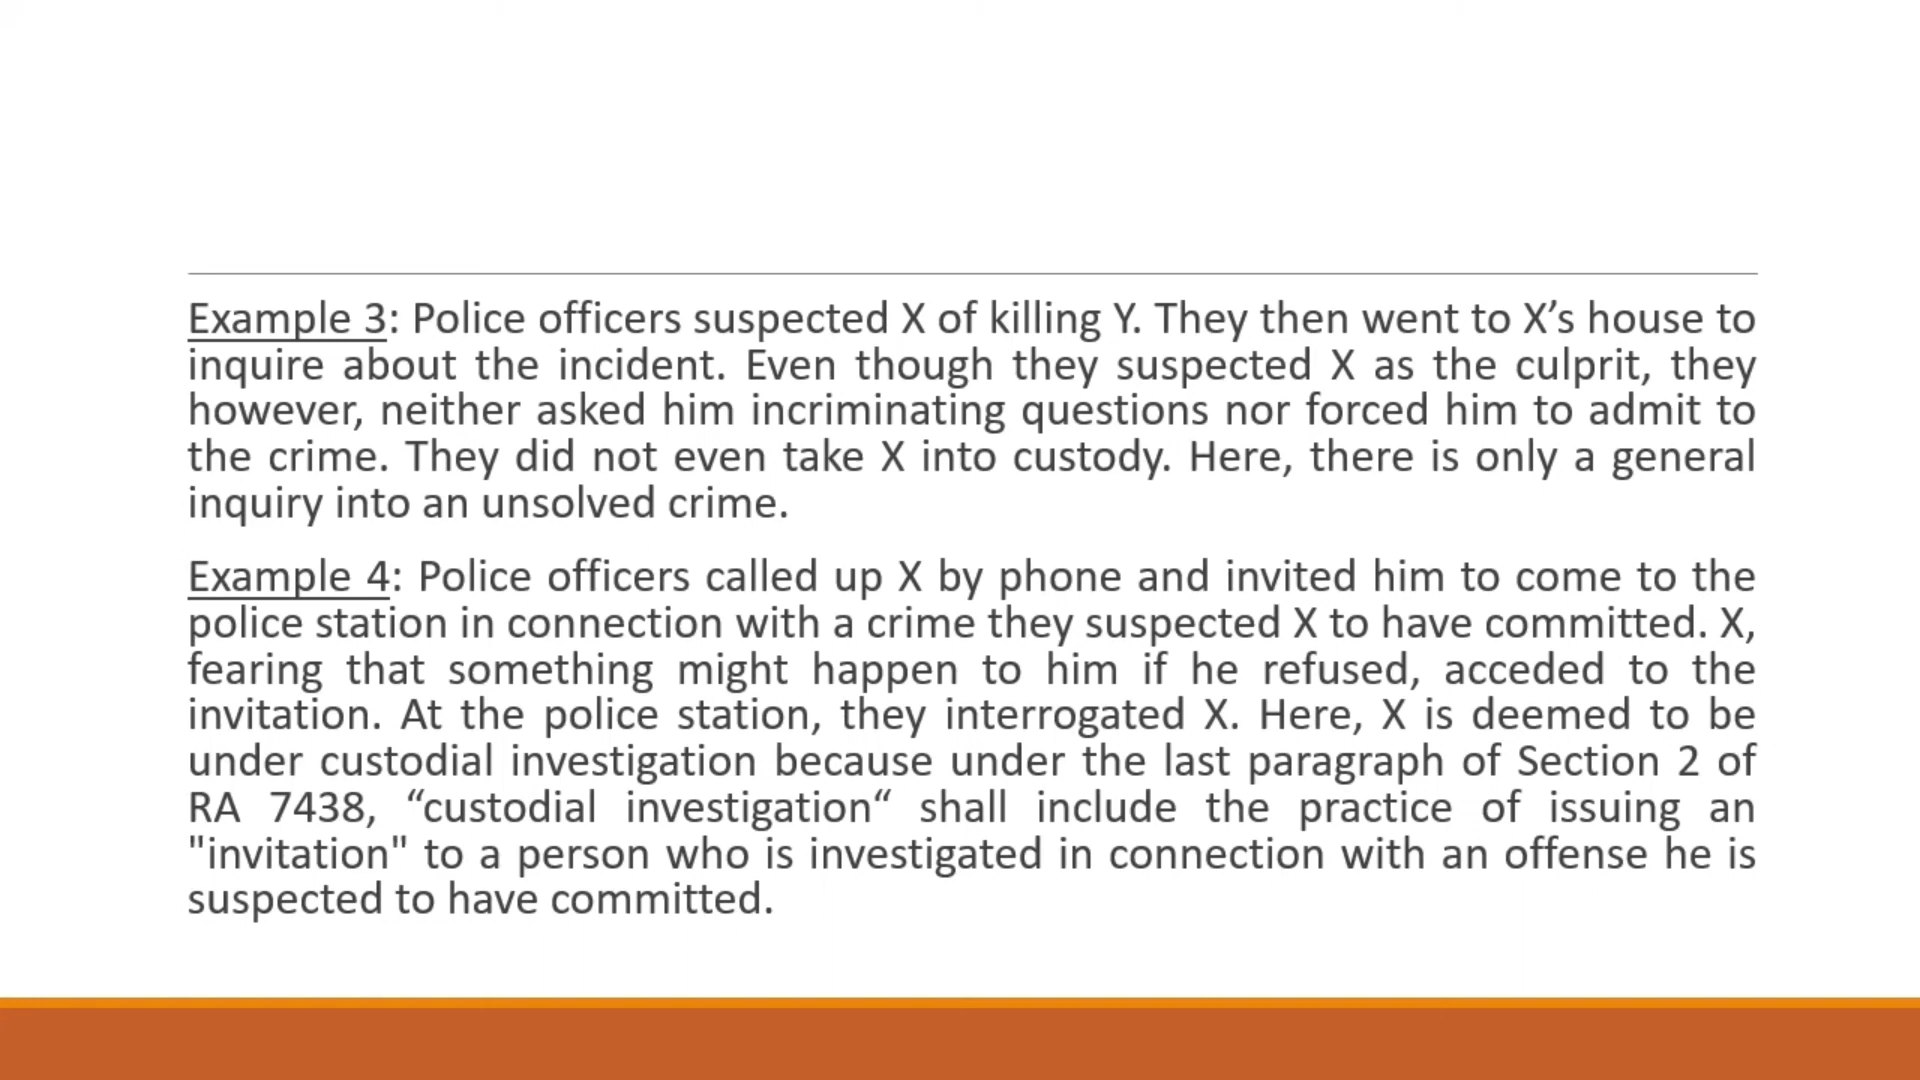 Example 3: Police officers suspected X of killing Y. They then went to X’s house to
inquire about the incident. Even though they suspected X as the culprit, they
however, neither asked him incriminating questions nor forced him to admit to
the crime. They did not even take X into custody. Here, there is only a general
inquiry into an unsolved crime.
Example 4: Police officers called up X by phone and invited him to come to the
police station in connection with a crime they suspected X to have committed. X,
fearing that something might happen to him if he refused, acceded to the
invitation. At the police station, they interrogated X. Here, X is deemed to be
under custodial investigation because under the last paragraph of Section 2 of
RA 7438, “custodial investigation“ shall include the practice of issuing an
"invitation" to a person who is investigated in connection with an offense he is
suspected to have committed.